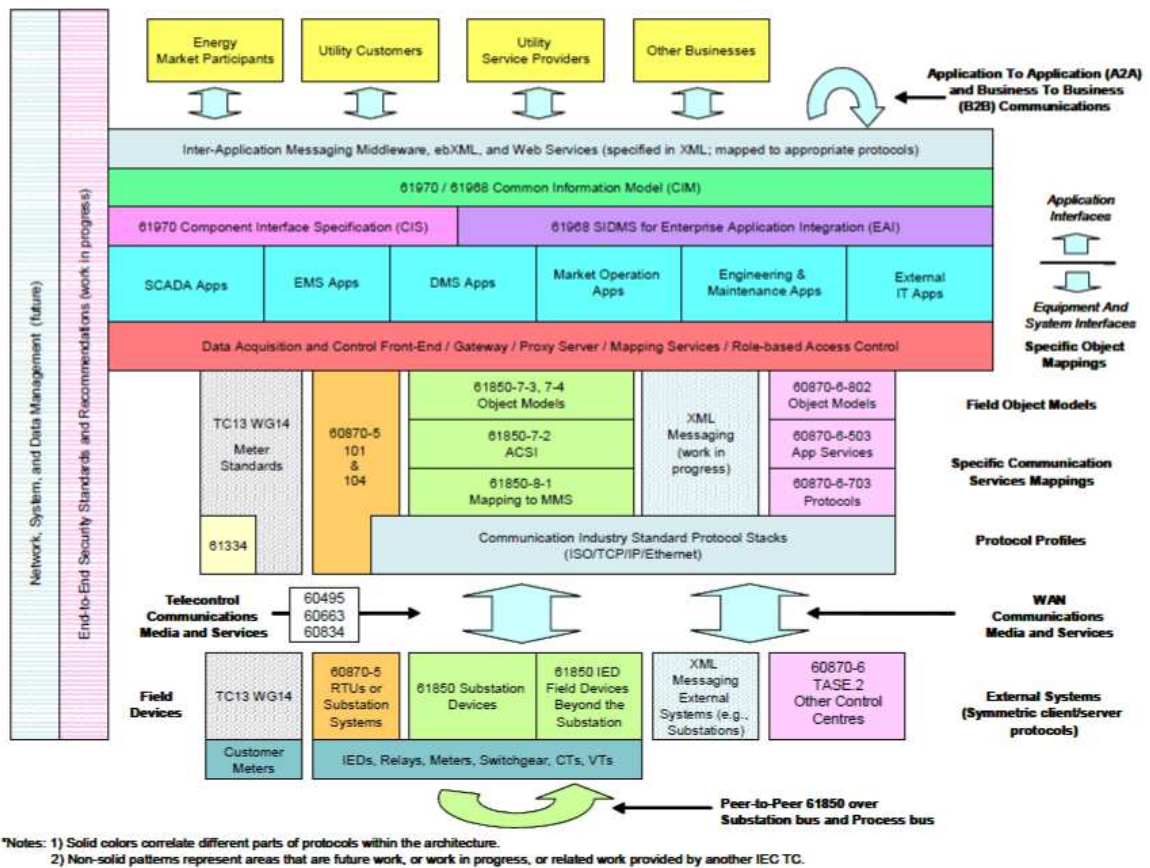 Energy
Market Participants
Utility Customers
Utility
Service Providers
Other Businesses
Application To Application (A2A)
and Business To Business
(B2B) Communications
Inter-Application Messaging Middleware, ebXML, and Web Services (specified in XML; mapped to appropriate protocols)
61970 / 61968 Common Information Model (CIM)
61970 Component Interface Specification (CIS)
61968 SIDMS for Enterprise Application Integration (EAI)
Application
Interfaces
SCADA Apps
EMS Apps
DMS Apps
Market Operation
Apps
Engineering &
Maintenance Apps
External
IT Apps
Equipment And
System Interfaces
Data Acquisition and Control Front-End / Gateway / Proxy Server / Mapping Services / Role-based Access Control
Specific Object
Mappings
Network, System, and Data Management (future)
End-to-End Security Standards and Recommendations (work in progress)
TC13 WG14
Meter
Standards
61334
60870-5
101
&
104
61850-7-3, 7-4
Object Models
61850-7-2
ACSI
61850-8-1
Mapping to MMS
XML
Messaging
(work in
progress)
60870-6-802
Object Models
60870-6-503
App Services
60870-6-703
Protocols
Field Object Models
Specific Communication
Services Mappings
Communication Industry Standard Protocol Stacks
(ISO/TCP/IP/Ethernet)
Protocol Profiles
Telecontrol
Communications
Media and Services
60495
60663
60834
WAN
Communications
Media and Services
Field
Devices
TC13 WG14
60870-5
RTUs or
Substation
Systems
61850 Substation
Devices
61850 IED
Field Devices
Beyond the
Substation
XML
Messaging
External
Systems (e.g.,
Substations)
60870-6
TASE.2
Other Control
Centres
External Systems
(Symmetric client/server
protocols)
Customer
Meters
IEDs, Relays, Meters, Switchgear, CTs, VTs
Peer-to-Peer 61850 over
Substation bus and Process bus
*Notes: 1) Solid colors correlate different parts of protocols within the architecture.
2) Non-solid patterns represent areas that are future work, or work in progress, or related work provided by another IEC TC.